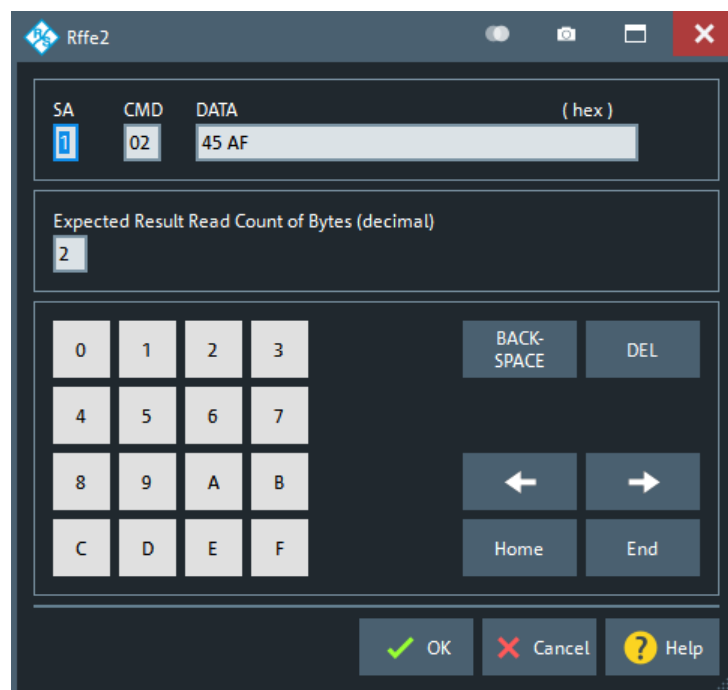 R&S Rffe2
SA CMD DATA ( hex )
1 02 45 AF
Expected Result Read Count of Bytes (decimal)
2
0 1 2 3 BACK-
SPACE DEL
4 5 6 7
8 9 A B
C D E F Home End
OK Cancel ? Help